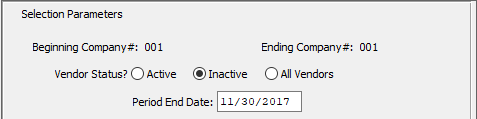 Selection Parameters
Beginning Company#: 001 Ending Company#: 001
Vendor Status? Active Inactive All Vendors
Period End Date: 11/30/2017